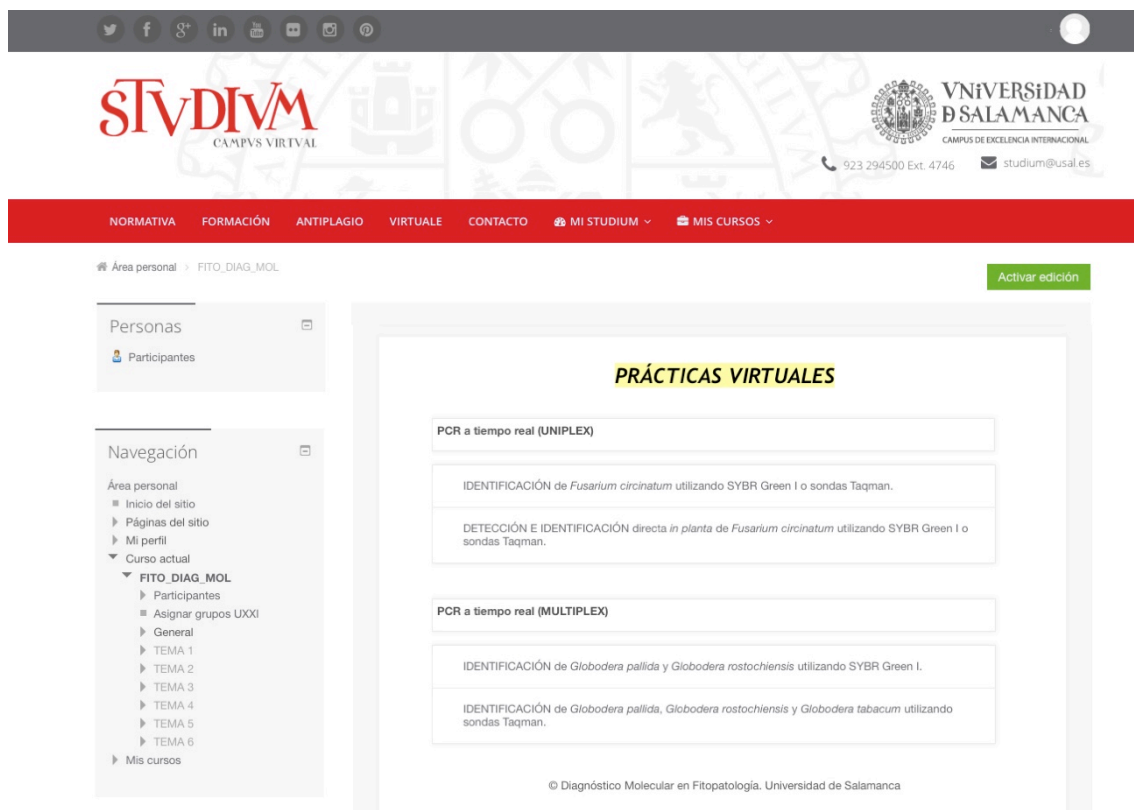 STVDIVM
CAMPVS VIRTVAL
VNiVERSiDAD
D SALAMANCA
CAMPUS DE EXCELENCIA INTERNACIONAL
923 294500 Ext. 4746 studium@usal.es
NORMATIVA FORMACIÓN ANTIPLAGIO VIRTUALE CONTACTO MI STUDIUM MIS CURSOS
Área personal FITO_DIAG_MOL
Activar edición
Personas
Participantes
Navegación
Área personal
Inicio del sitio
Páginas del sitio
Mi perfil
Curso actual
FITO_DIAG_MOL
Participantes
Asignar grupos UXXI
General
TEMA 1
TEMA 2
TEMA 3
TEMA 4
TEMA 5
TEMA 6
Mis cursos
PRÁCTICAS VIRTUALES
PCR a tiempo real (UNIPLEX)
IDENTIFICACIÓN de Fusarium circinatum utilizando SYBR Green I o sondas Taqman.
DETECCIÓN E IDENTIFICACIÓN directa in planta de Fusarium circinatum utilizando SYBR Green I o
sondas Taqman.
PCR a tiempo real (MULTIPLEX)
IDENTIFICACIÓN de Globodera pallida y Globodera rostochiensis utilizando SYBR Green I.
IDENTIFICACIÓN de Globodera pallida, Globodera rostochiensis y Globodera tabacum utilizando
sondas Taqman.
© Diagnóstico Molecular en Fitopatología. Universidad de Salamanca